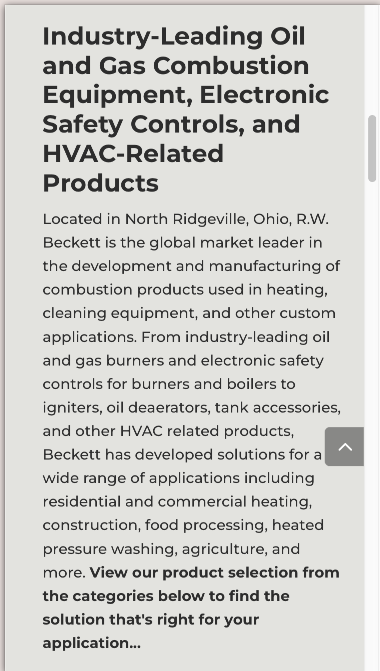 Industry-Leading Oil
and Gas Combustion
Equipment, Electronic
Safety Controls, and
HVAC-Related
Products
Located in North Ridgeville, Ohio, R.W.
Beckett is the global market leader in
the development and manufacturing of
combustion products used in heating,
cleaning equipment, and other custom
applications. From industry-leading oil
and gas burners and electronic safety
controls for burners and boilers to
igniters, oil deaerators, tank accessories,
and other HVAC related products,
Beckett has developed solutions for a
wide range of applications including
residential and commercial heating,
construction, food processing, heated
pressure washing, agriculture, and
more. View our product selection from
the categories below to find the
solution that's right for your
application...